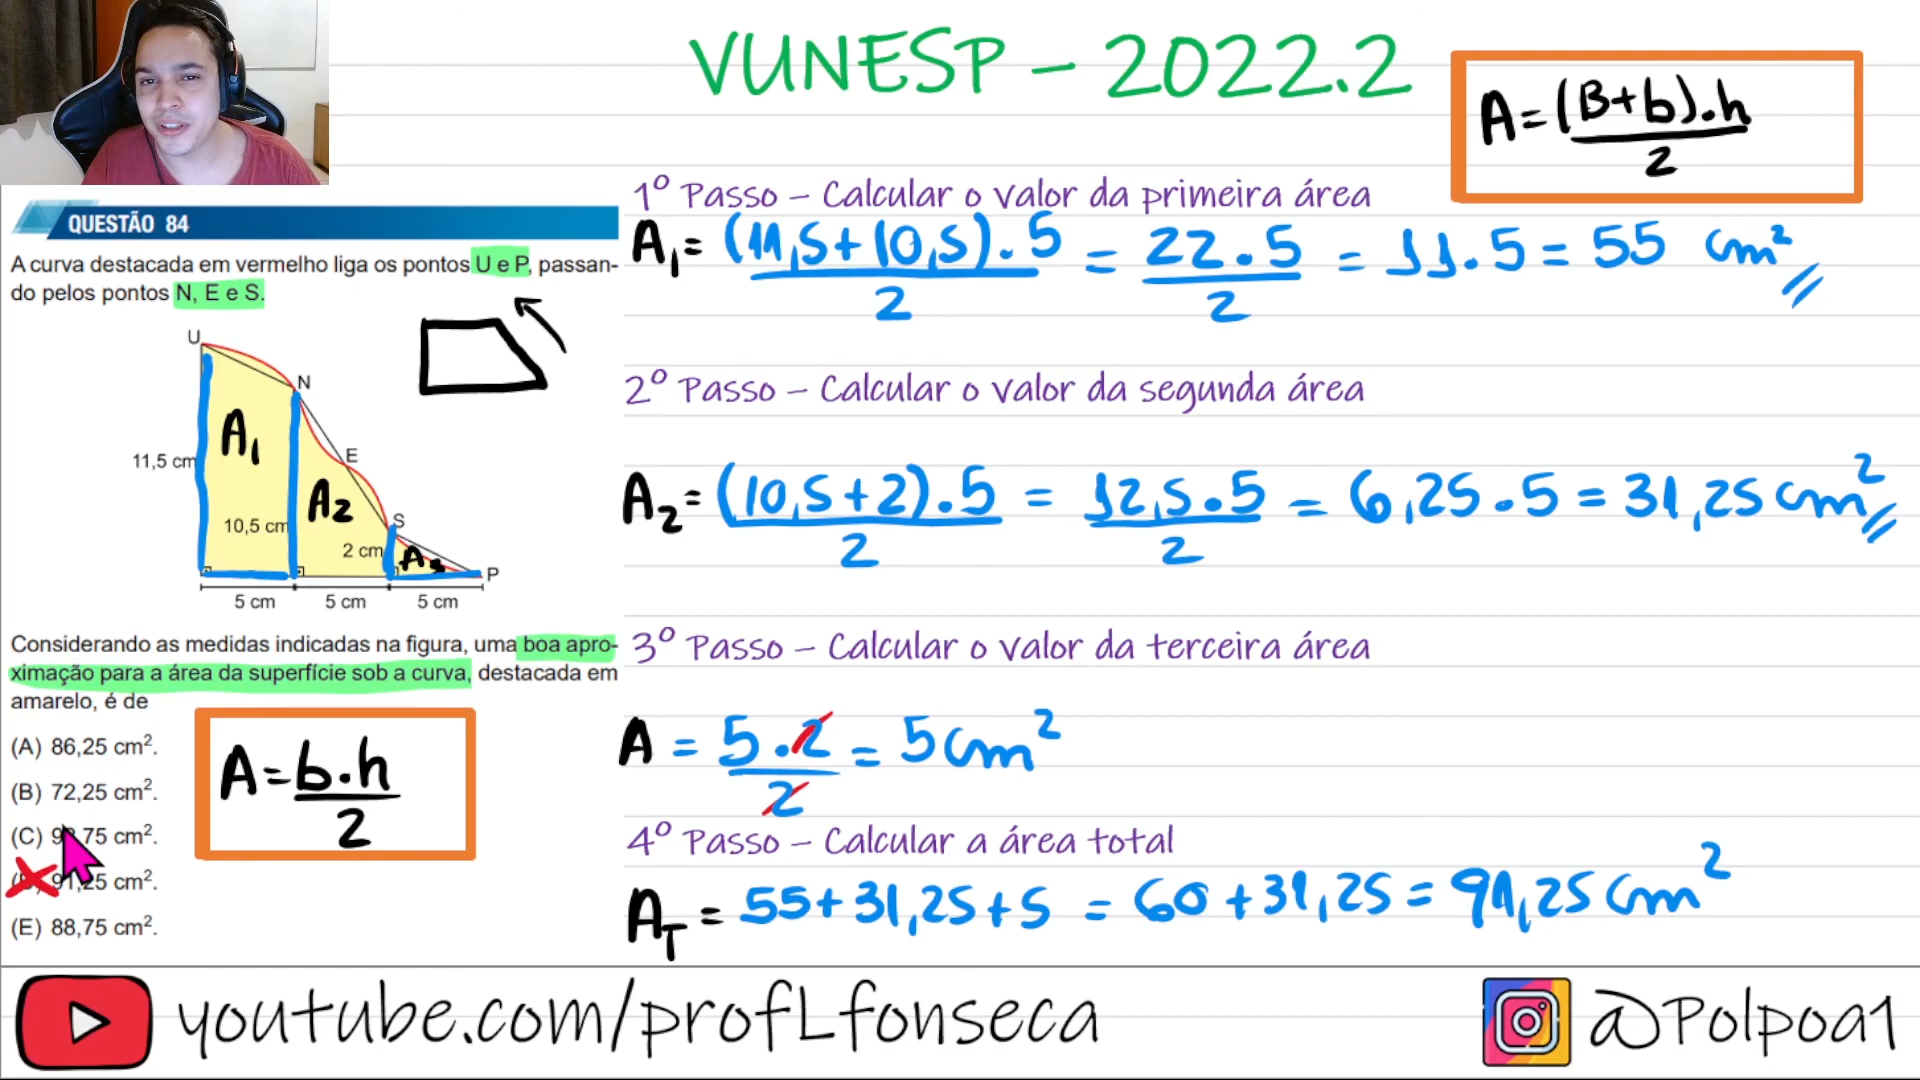 VUNESP - 2022.2
A = (B+b).h / 2
QUESTÃO 84
A curva destacada em vermelho liga os pontos U e P, passan-
do pelos pontos N, E e S.
U
N
E
S
P
A1
A2
11,5 cm
10,5 cm
2 cm
5 cm 5 cm 5 cm
Considerando as medidas indicadas na figura, uma boa apro-
ximação para a área da superfície sob a curva, destacada em
amarelo, é de
(A) 86,25 cm².
(B) 72,25 cm².
(C) 75 cm².
91,25 cm².
(E) 88,75 cm².
A = b.h / 2
1º Passo – Calcular o valor da primeira área
A1 = (11,5+10,5).5 / 2 = 22.5 / 2 = 11.5 = 55 cm²
2º Passo – Calcular o valor da segunda área
A2 = (10,5+2).5 / 2 = 12,5.5 / 2 = 6,25.5 = 31,25 cm²
3º Passo – Calcular o valor da terceira área
A = 5.2 / 2 = 5 cm²
4º Passo – Calcular a área total
AT = 55+31,25+5 = 60+31,25 = 91,25 cm²
youtube.com/profLfonseca
@Polpoa1